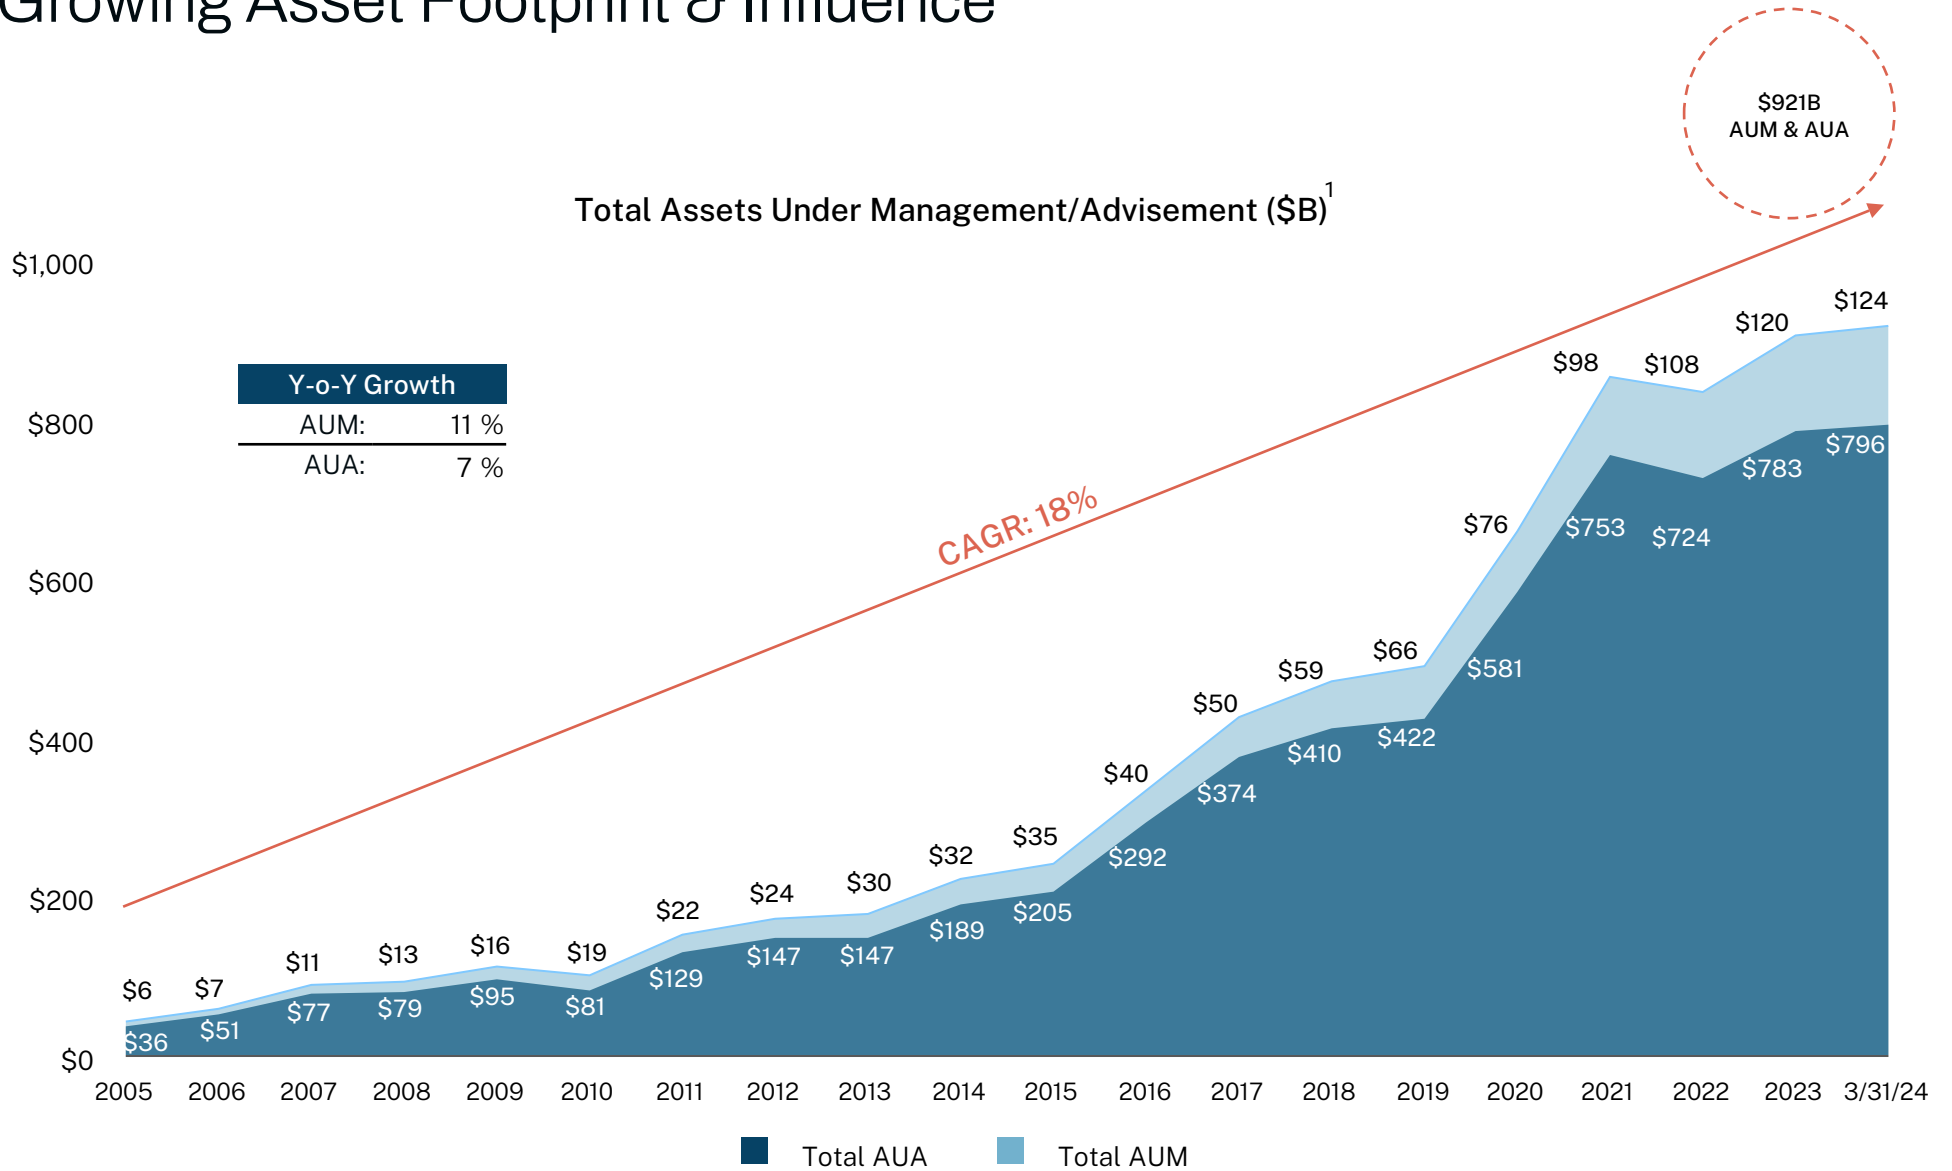 Growing Asset Footprint & Influence
$921B
AUM & AUA
Total Assets Under Management/Advisement ($B)1
$1,000
$800
$600
$400
$200
$0
Y-o-Y Growth
AUM: 11 %
AUA: 7 %
CAGR: 18%
$6 $7 $11 $13 $16 $19 $22 $24 $30 $32 $35 $40 $50 $59 $66 $76 $98 $108 $120 $124
$36 $51 $77 $79 $95 $81 $129 $147 $147 $189 $205 $292 $374 $410 $422 $581 $753 $724 $783 $796
2005 2006 2007 2008 2009 2010 2011 2012 2013 2014 2015 2016 2017 2018 2019 2020 2021 2022 2023 3/31/24
Total AUA Total AUM